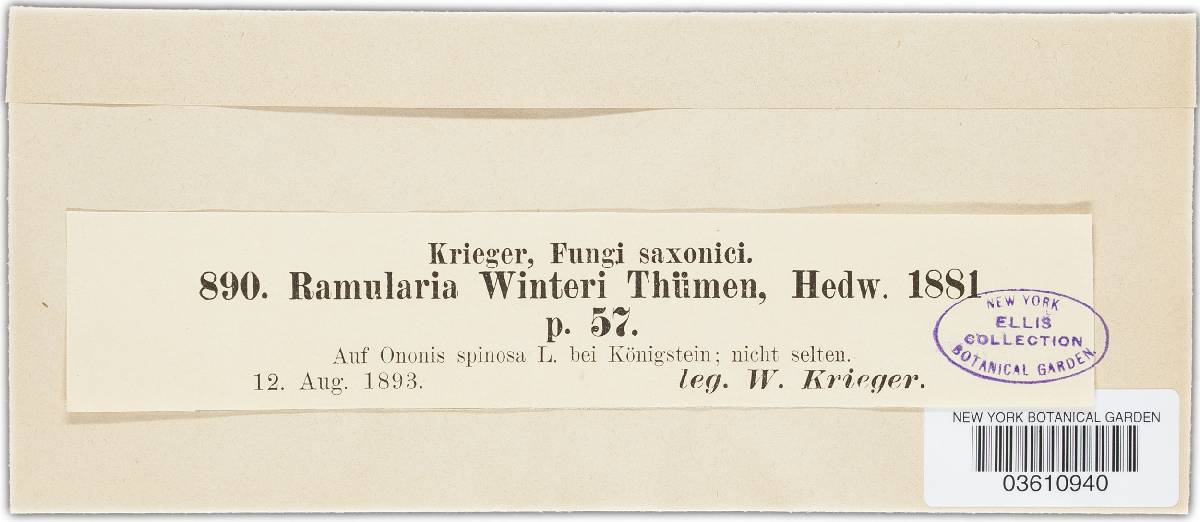 Krieger, Fungi saxonici.
890. Ramularia Winteri Thümen, Hedw. 1881
p. 57.
Auf Ononis spinosa L. bei Königstein; nicht selten.
12. Aug. 1893. leg. W. Krieger.
NEW YORK
ELLIS
COLLECTION
BOTANICAL GARDEN
NEW YORK BOTANICAL GARDEN
03610940